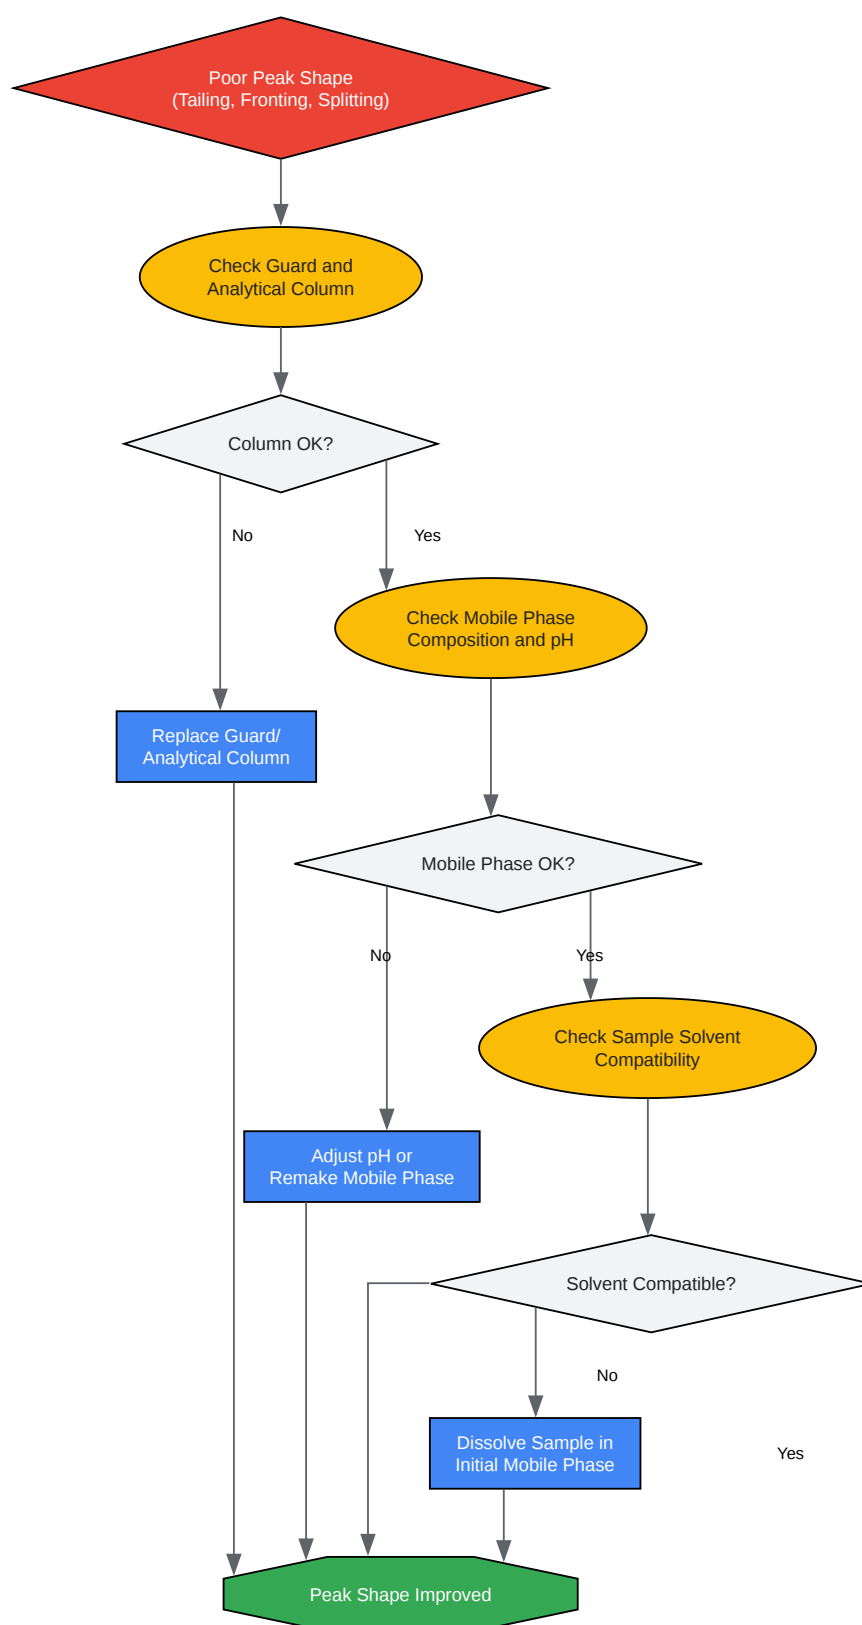 Poor Peak Shape
(Tailing, Fronting, Splitting)
Check Guard and
Analytical Column
Column OK?
No
Yes
Check Mobile Phase
Composition and pH
Replace Guard/
Analytical Column
Mobile Phase OK?
No
Yes
Check Sample Solvent
Compatibility
Adjust pH or
Remake Mobile Phase
Solvent Compatible?
No
Dissolve Sample in
Initial Mobile Phase
Yes
Peak Shape Improved